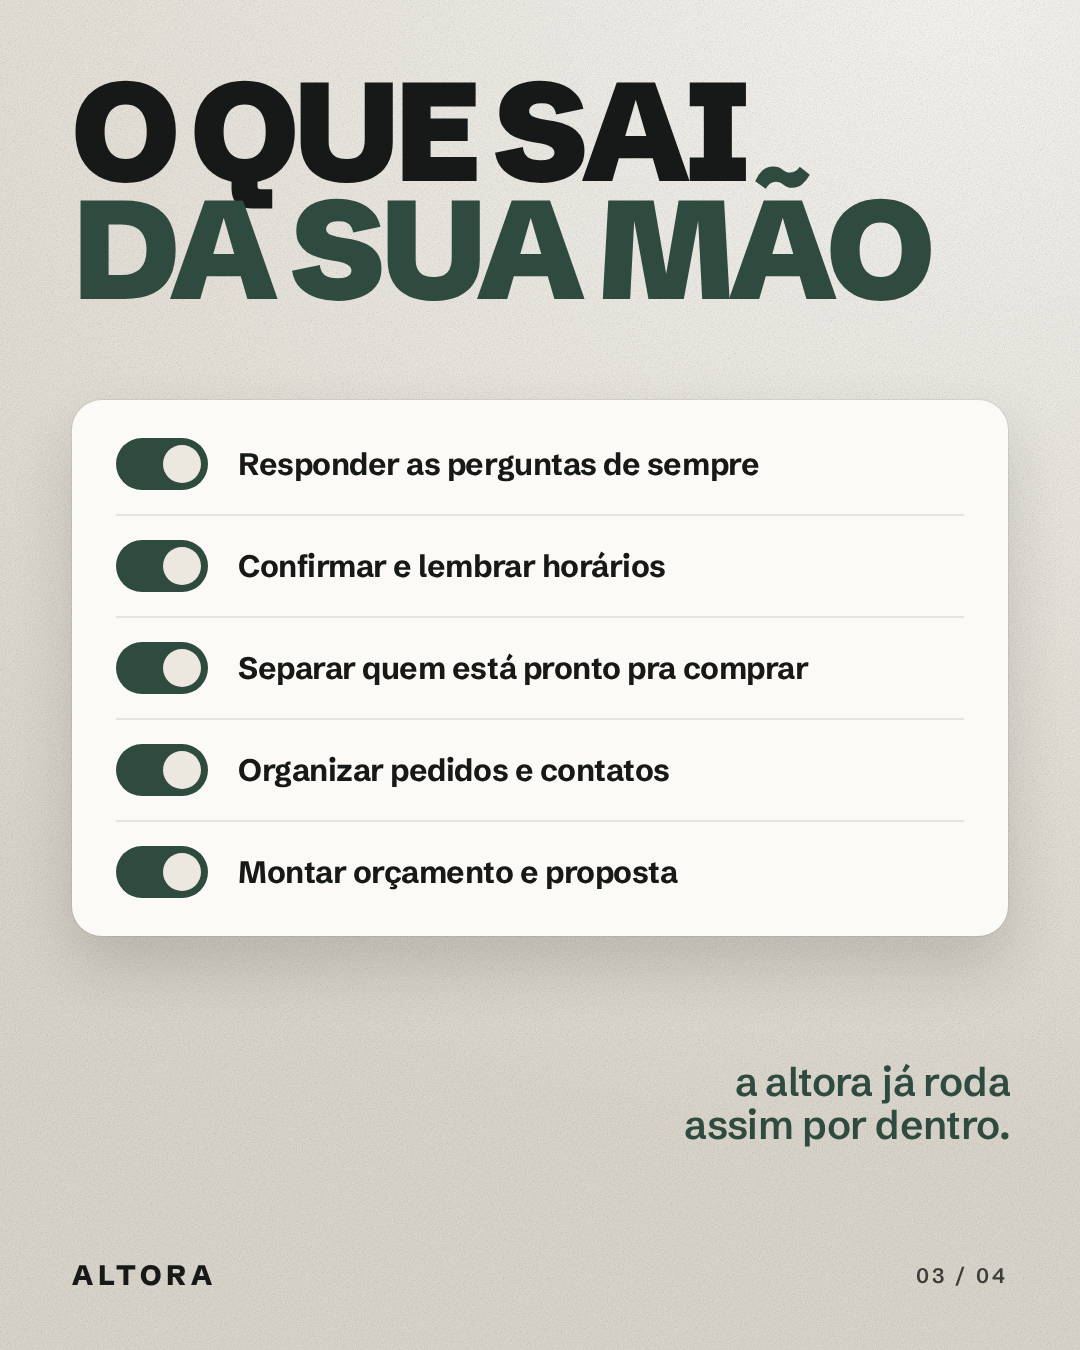 O QUE SAI
DA SUA MÃO
Responder as perguntas de sempre
Confirmar e lembrar horários
Separar quem está pronto pra comprar
Organizar pedidos e contatos
Montar orçamento e proposta
a altora já roda
assim por dentro.
ALTORA
03 / 04